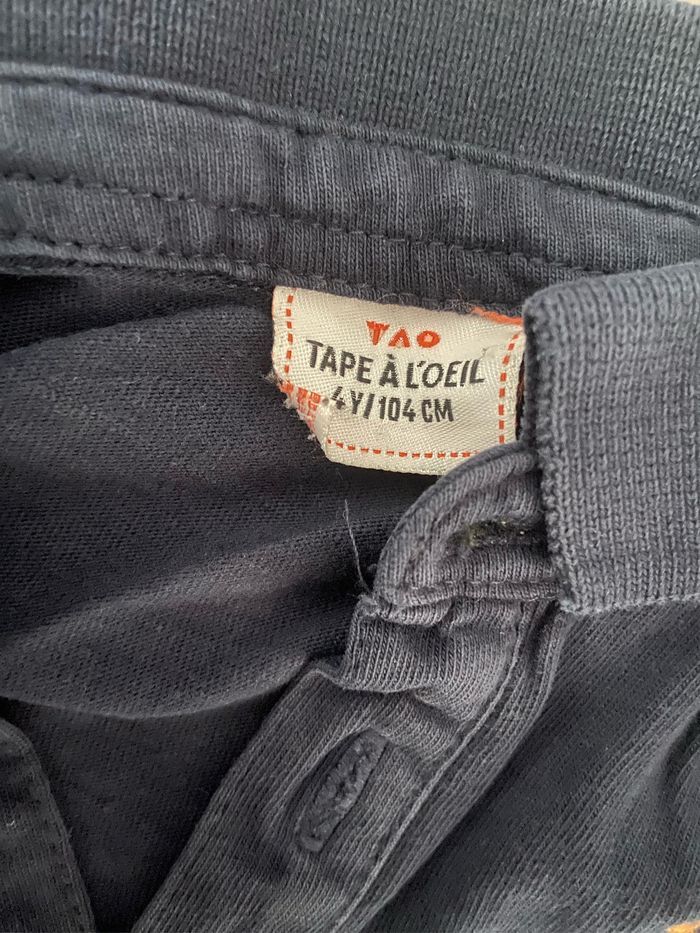 TAO
TAPE À L'OEIL
4Y/104 CM